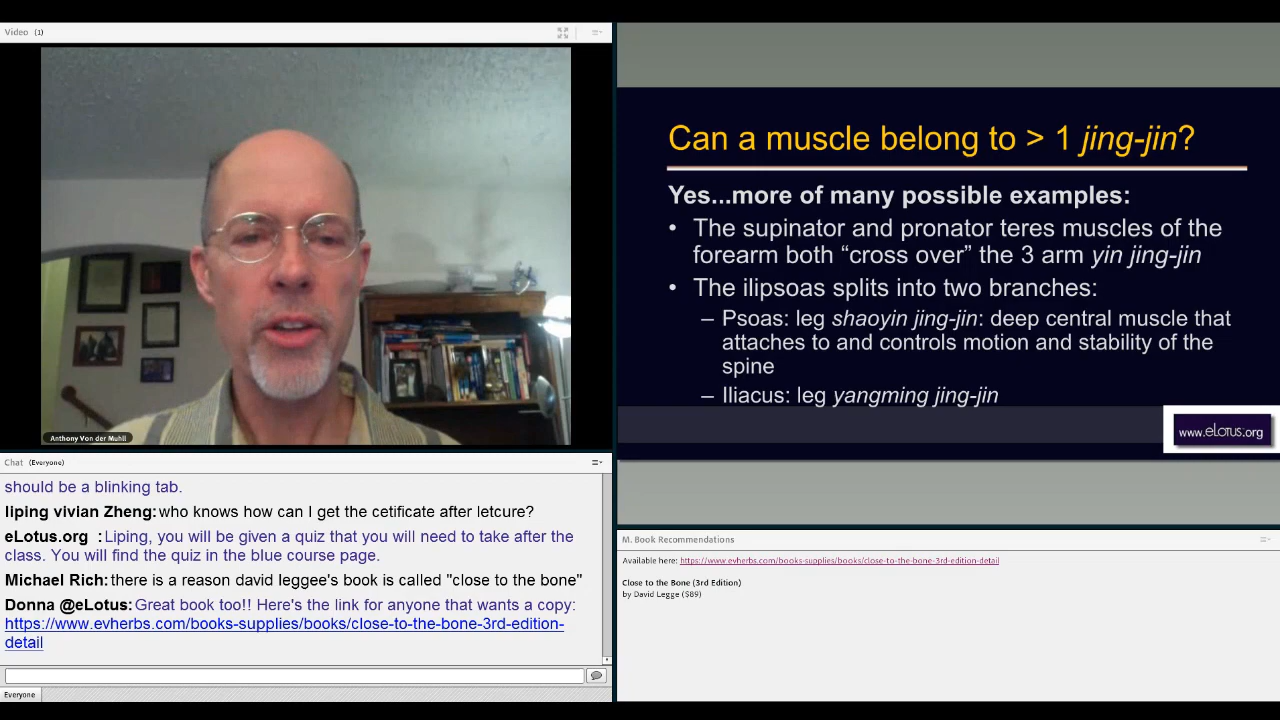 Video (1)
Anthony Von der Muhll
Can a muscle belong to > 1 jing-jin?
Yes...more of many possible examples:
• The supinator and pronator teres muscles of the
forearm both “cross over” the 3 arm yin jing-jin
• The ilipsoas splits into two branches:
– Psoas: leg shaoyin jing-jin: deep central muscle that
attaches to and controls motion and stability of the
spine
– Iliacus: leg yangming jing-jin
www.eLotus.org
Chat (Everyone)
should be a blinking tab.
liping vivian Zheng: who knows how can I get the cetificate after letcure?
eLotus.org : Liping, you will be given a quiz that you will need to take after the
class. You will find the quiz in the blue course page.
Michael Rich: there is a reason david leggee's book is called "close to the bone"
Donna @eLotus: Great book too!! Here's the link for anyone that wants a copy:
https://www.evherbs.com/books-supplies/books/close-to-the-bone-3rd-edition-
detail
Everyone
M. Book Recommendations
Available here: https://www.evherbs.com/books-supplies/books/close-to-the-bone-3rd-edition-detail
Close to the Bone (3rd Edition)
by David Legge ($89)